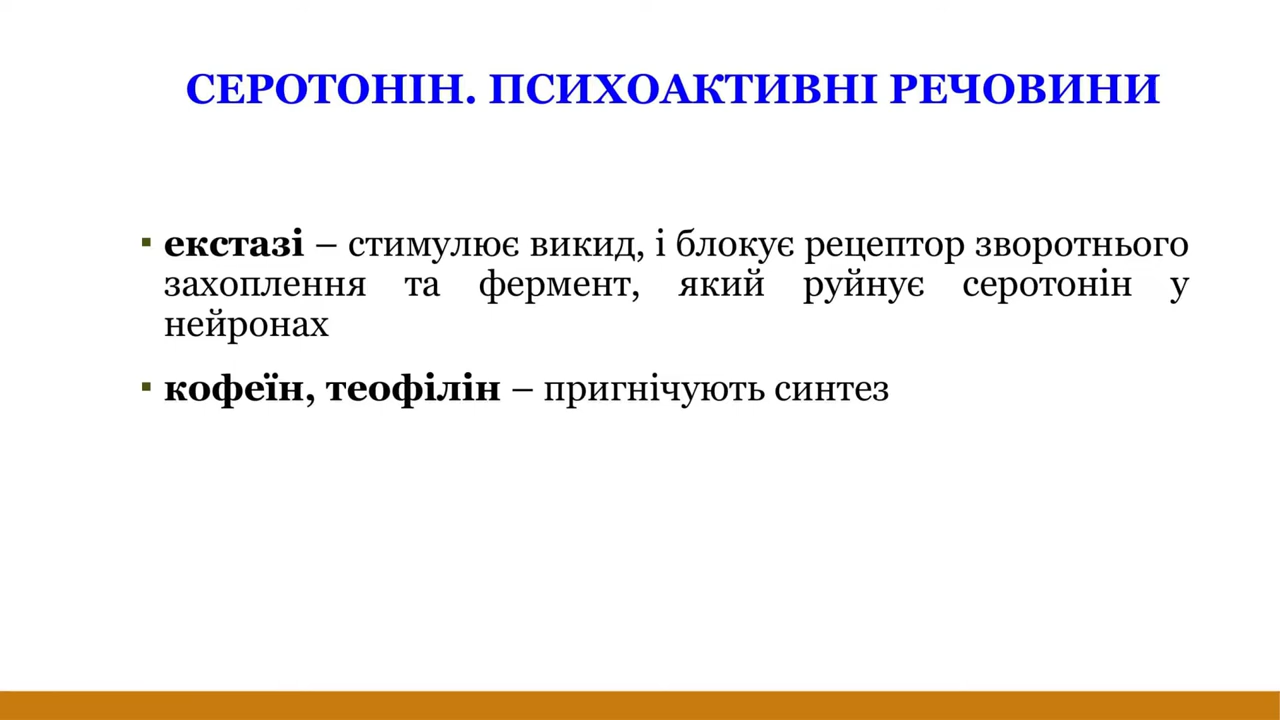 СЕРОТОНІН. ПСИХОАКТИВНІ РЕЧОВИНИ
▪ екстазі – стимулює викид, і блокує рецептор зворотнього
захоплення та фермент, який руйнує серотонін у
нейронах
▪ кофеїн, теофілін – пригнічують синтез